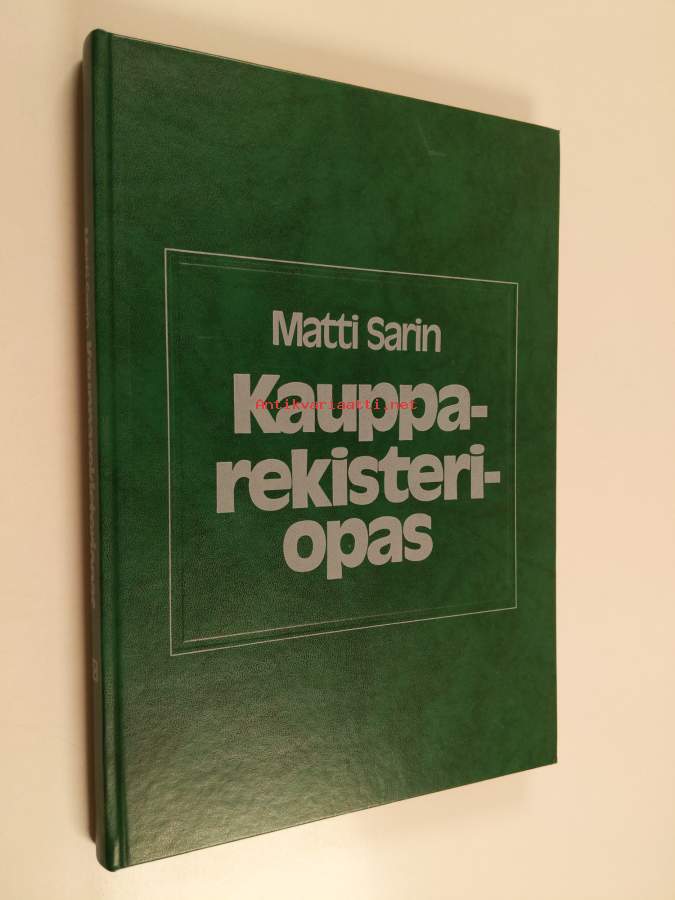 Matti Sarin
Kauppa-
Antikvariaatti.net
rekisteri-
opas